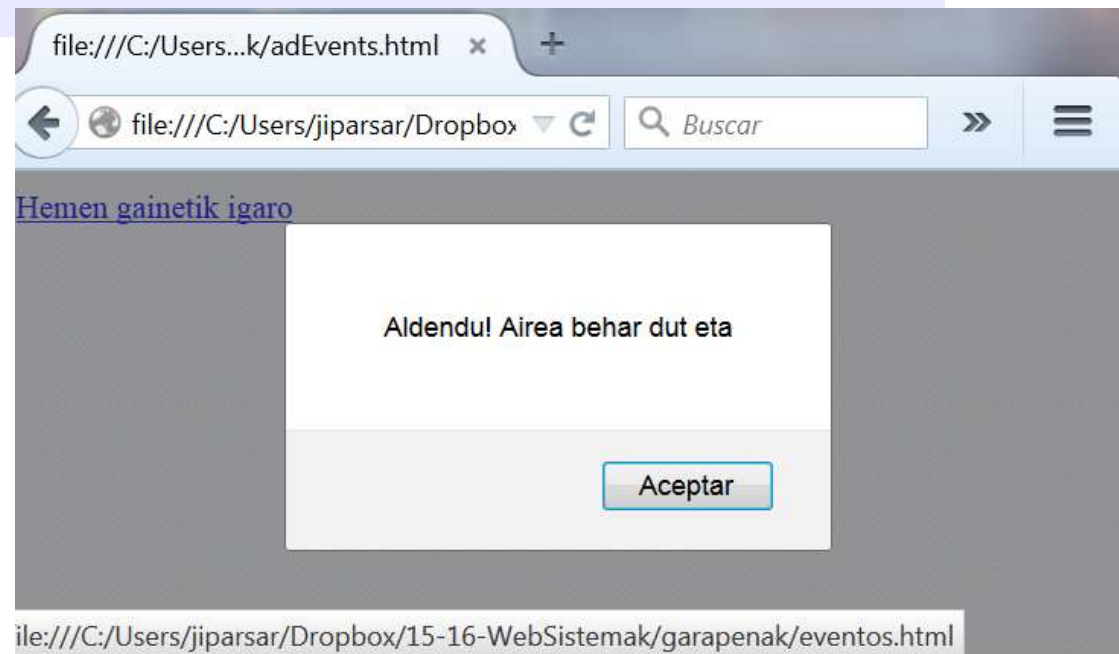 file:///C:/Users...k/adEvents.html
file:///C:/Users/jiparsar/Dropbox
Buscar
Hemen gainetik igaro
Aldendu! Airea behar dut eta
Aceptar
ile:///C:/Users/jiparsar/Dropbox/15-16-WebSistemak/garapenak/eventos.html